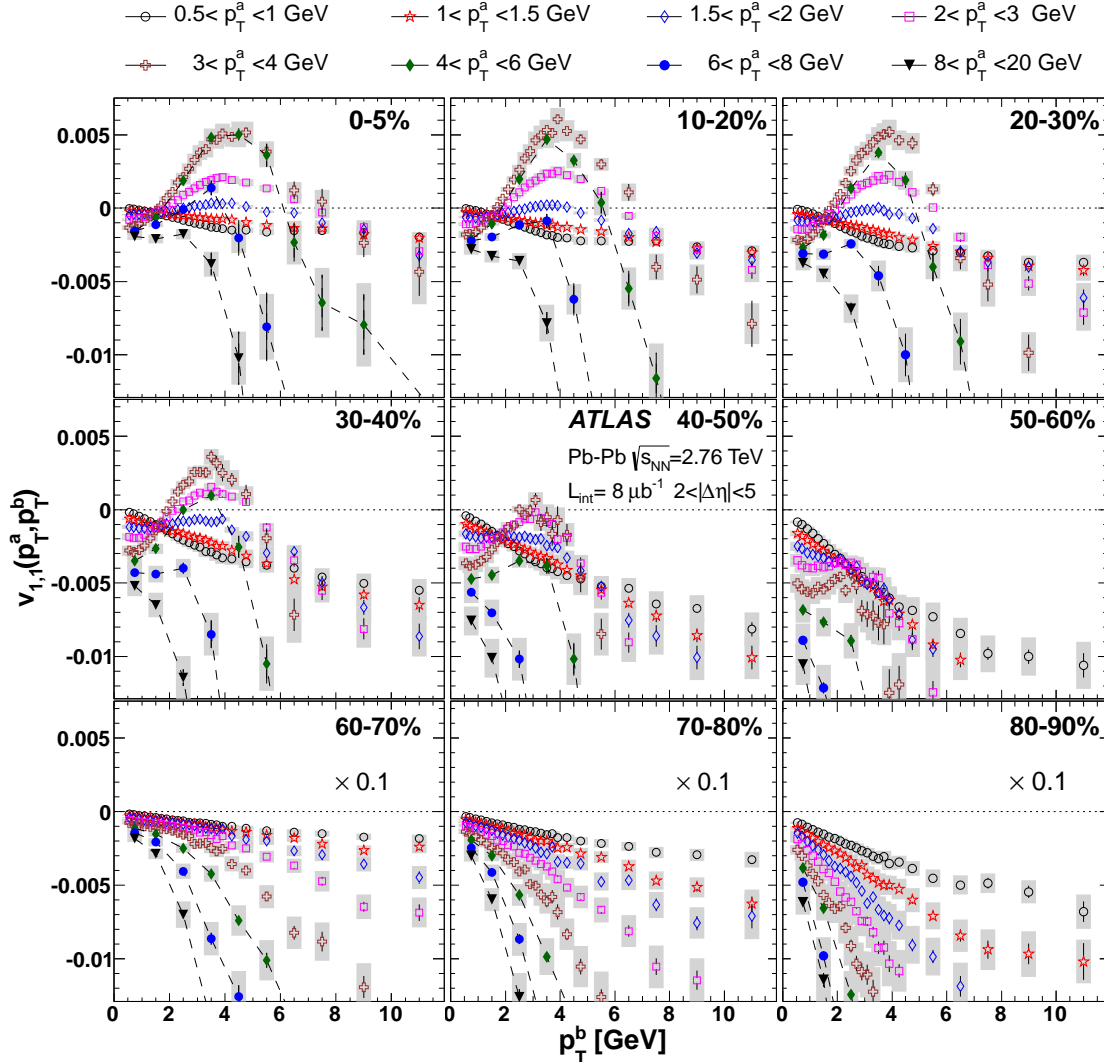 0.5< p_T^a <1 GeV 1< p_T^a <1.5 GeV 1.5< p_T^a <2 GeV 2< p_T^a <3 GeV
3< p_T^a <4 GeV 4< p_T^a <6 GeV 6< p_T^a <8 GeV 8< p_T^a <20 GeV
0-5% 10-20% 20-30%
0.005
0
-0.005
-0.01
30-40% ATLAS 40-50% 50-60%
Pb-Pb √s_NN=2.76 TeV
L_int= 8 μb^-1 2<|Δη|<5
0.005
0
-0.005
-0.01
v_1,1(p_T^a,p_T^b)
60-70% 70-80% 80-90%
× 0.1 × 0.1 × 0.1
0.005
0
-0.005
-0.01
0 2 4 6 8 10 0 2 4 6 8 10 0 2 4 6 8 10
p_T^b [GeV]